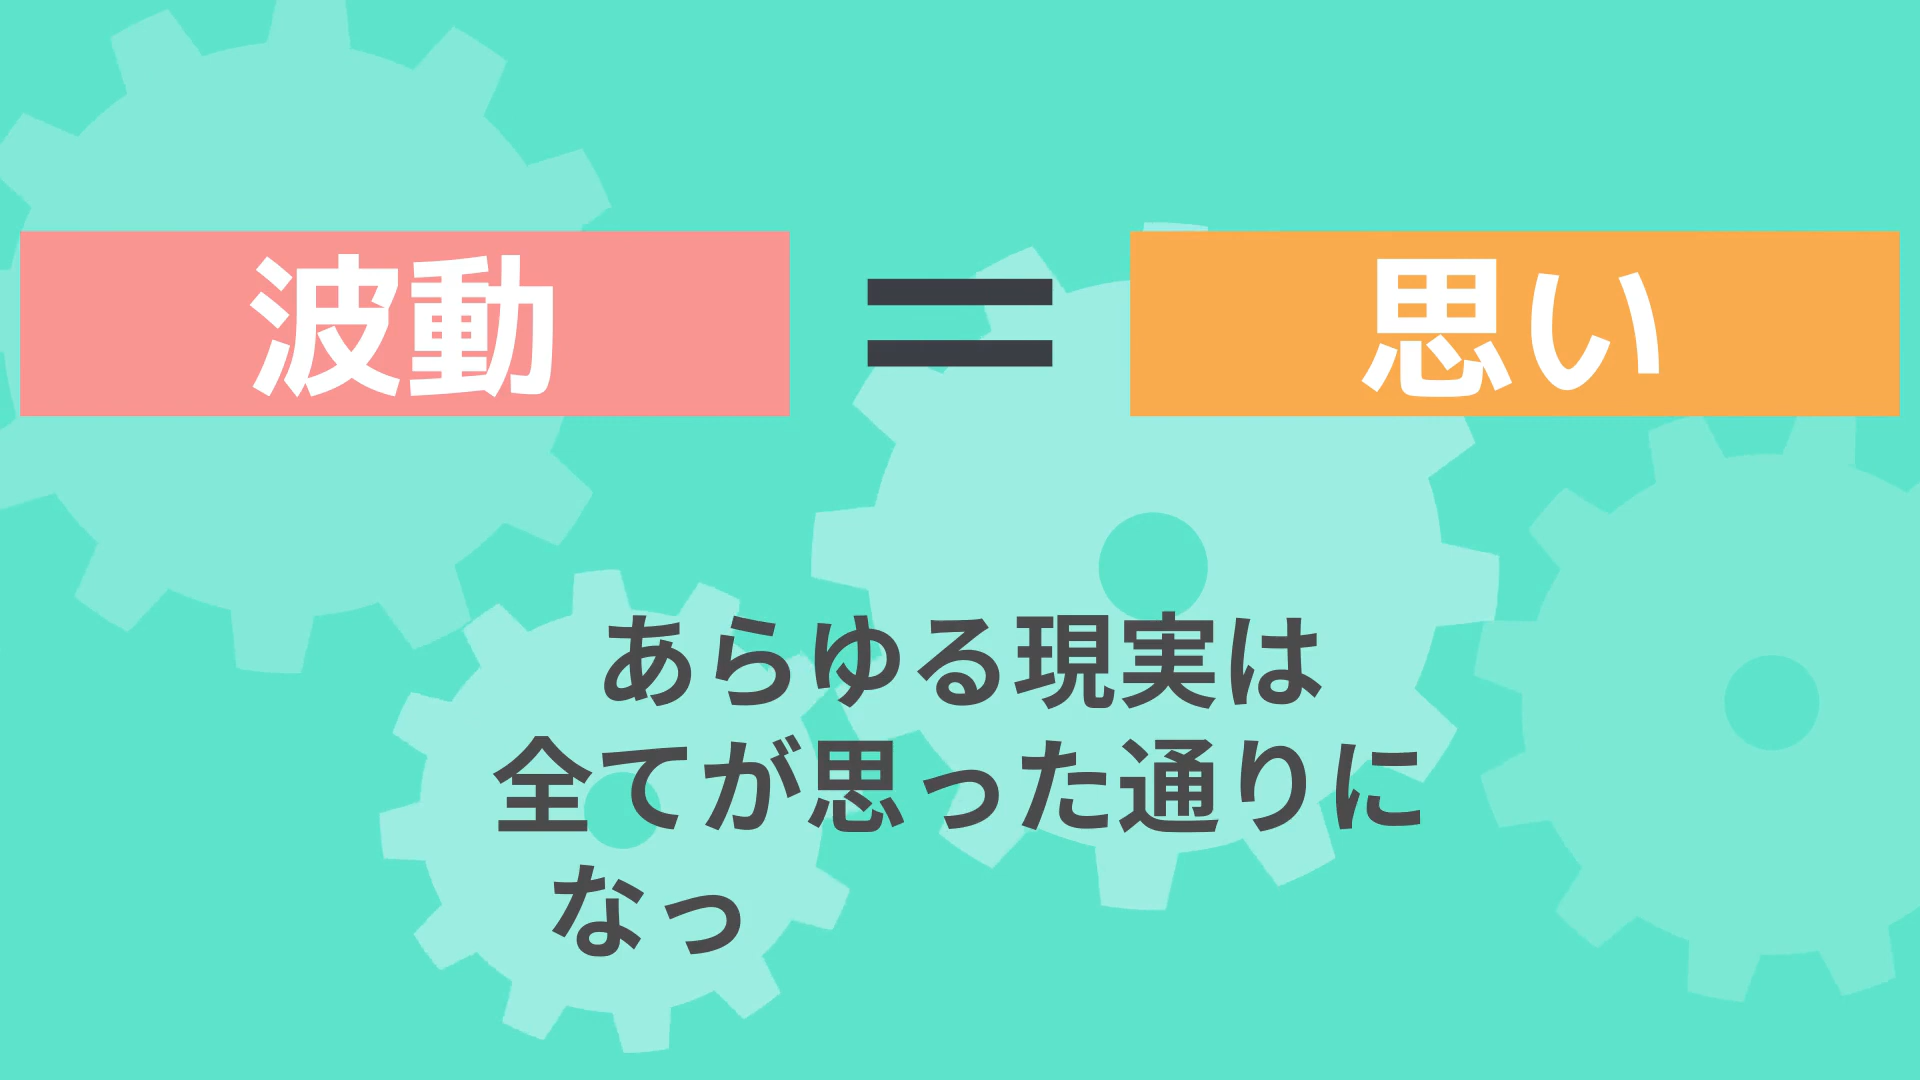 波動 = 思い
あらゆる現実は
全てが思った通りに
なっ